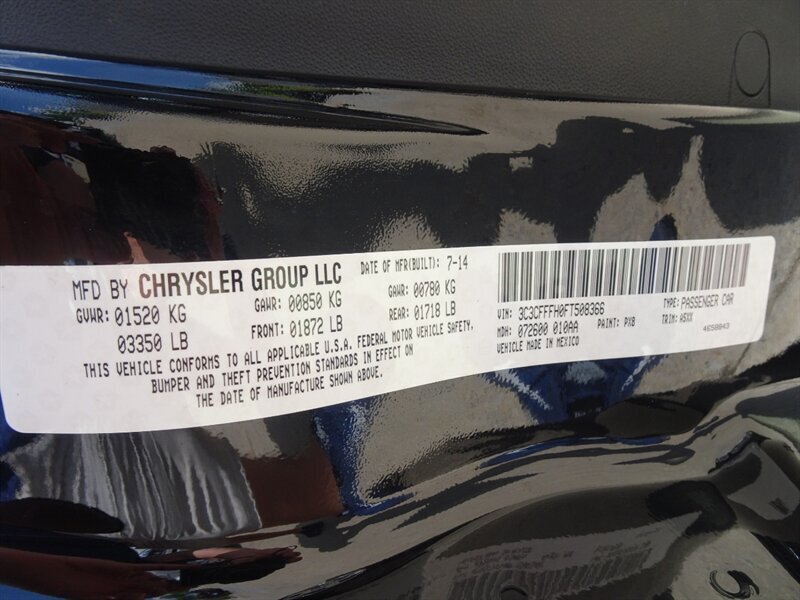 MFD BY CHRYSLER GROUP LLC DATE OF MFR(BUILT): 7-14
GVWR: 01520 KG GAWR: 00850 KG GAWR: 00780 KG
03350 LB FRONT: 01872 LB REAR: 01718 LB
THIS VEHICLE CONFORMS TO ALL APPLICABLE U.S.A. FEDERAL MOTOR VEHICLE SAFETY,
BUMPER AND THEFT PREVENTION STANDARDS IN EFFECT ON
THE DATE OF MANUFACTURE SHOWN ABOVE.
VIN: 3C3CFFFH0FT508366 TYPE: PASSENGER CAR
MDH: 072600 010AA PAINT: PX8 TRIM: A5XX
VEHICLE MADE IN MEXICO 4658843